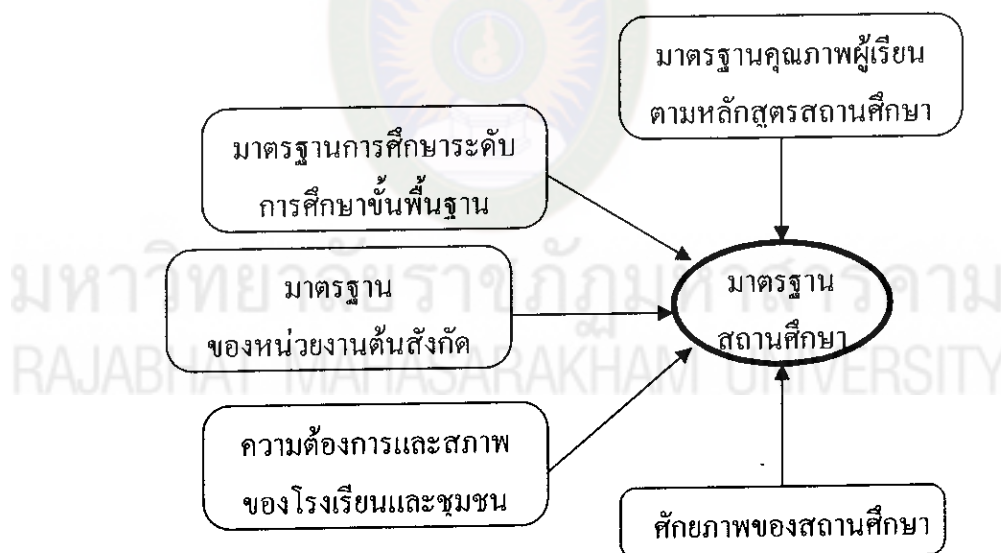 มาตรฐานคุณภาพผู้เรียน
ตามหลักสูตรสถานศึกษา
มาตรฐานการศึกษาระดับ
การศึกษาขั้นพื้นฐาน
มาตรฐาน
ของหน่วยงานต้นสังกัด
มาตรฐาน
สถานศึกษา
ความต้องการและสภาพ
ของโรงเรียนและชุมชน
ศักยภาพของสถานศึกษา
มหาวิทยาลัยราชภัฏมหาสารคาม
RAJABHAT MAHASARAKHAM UNIVERSITY